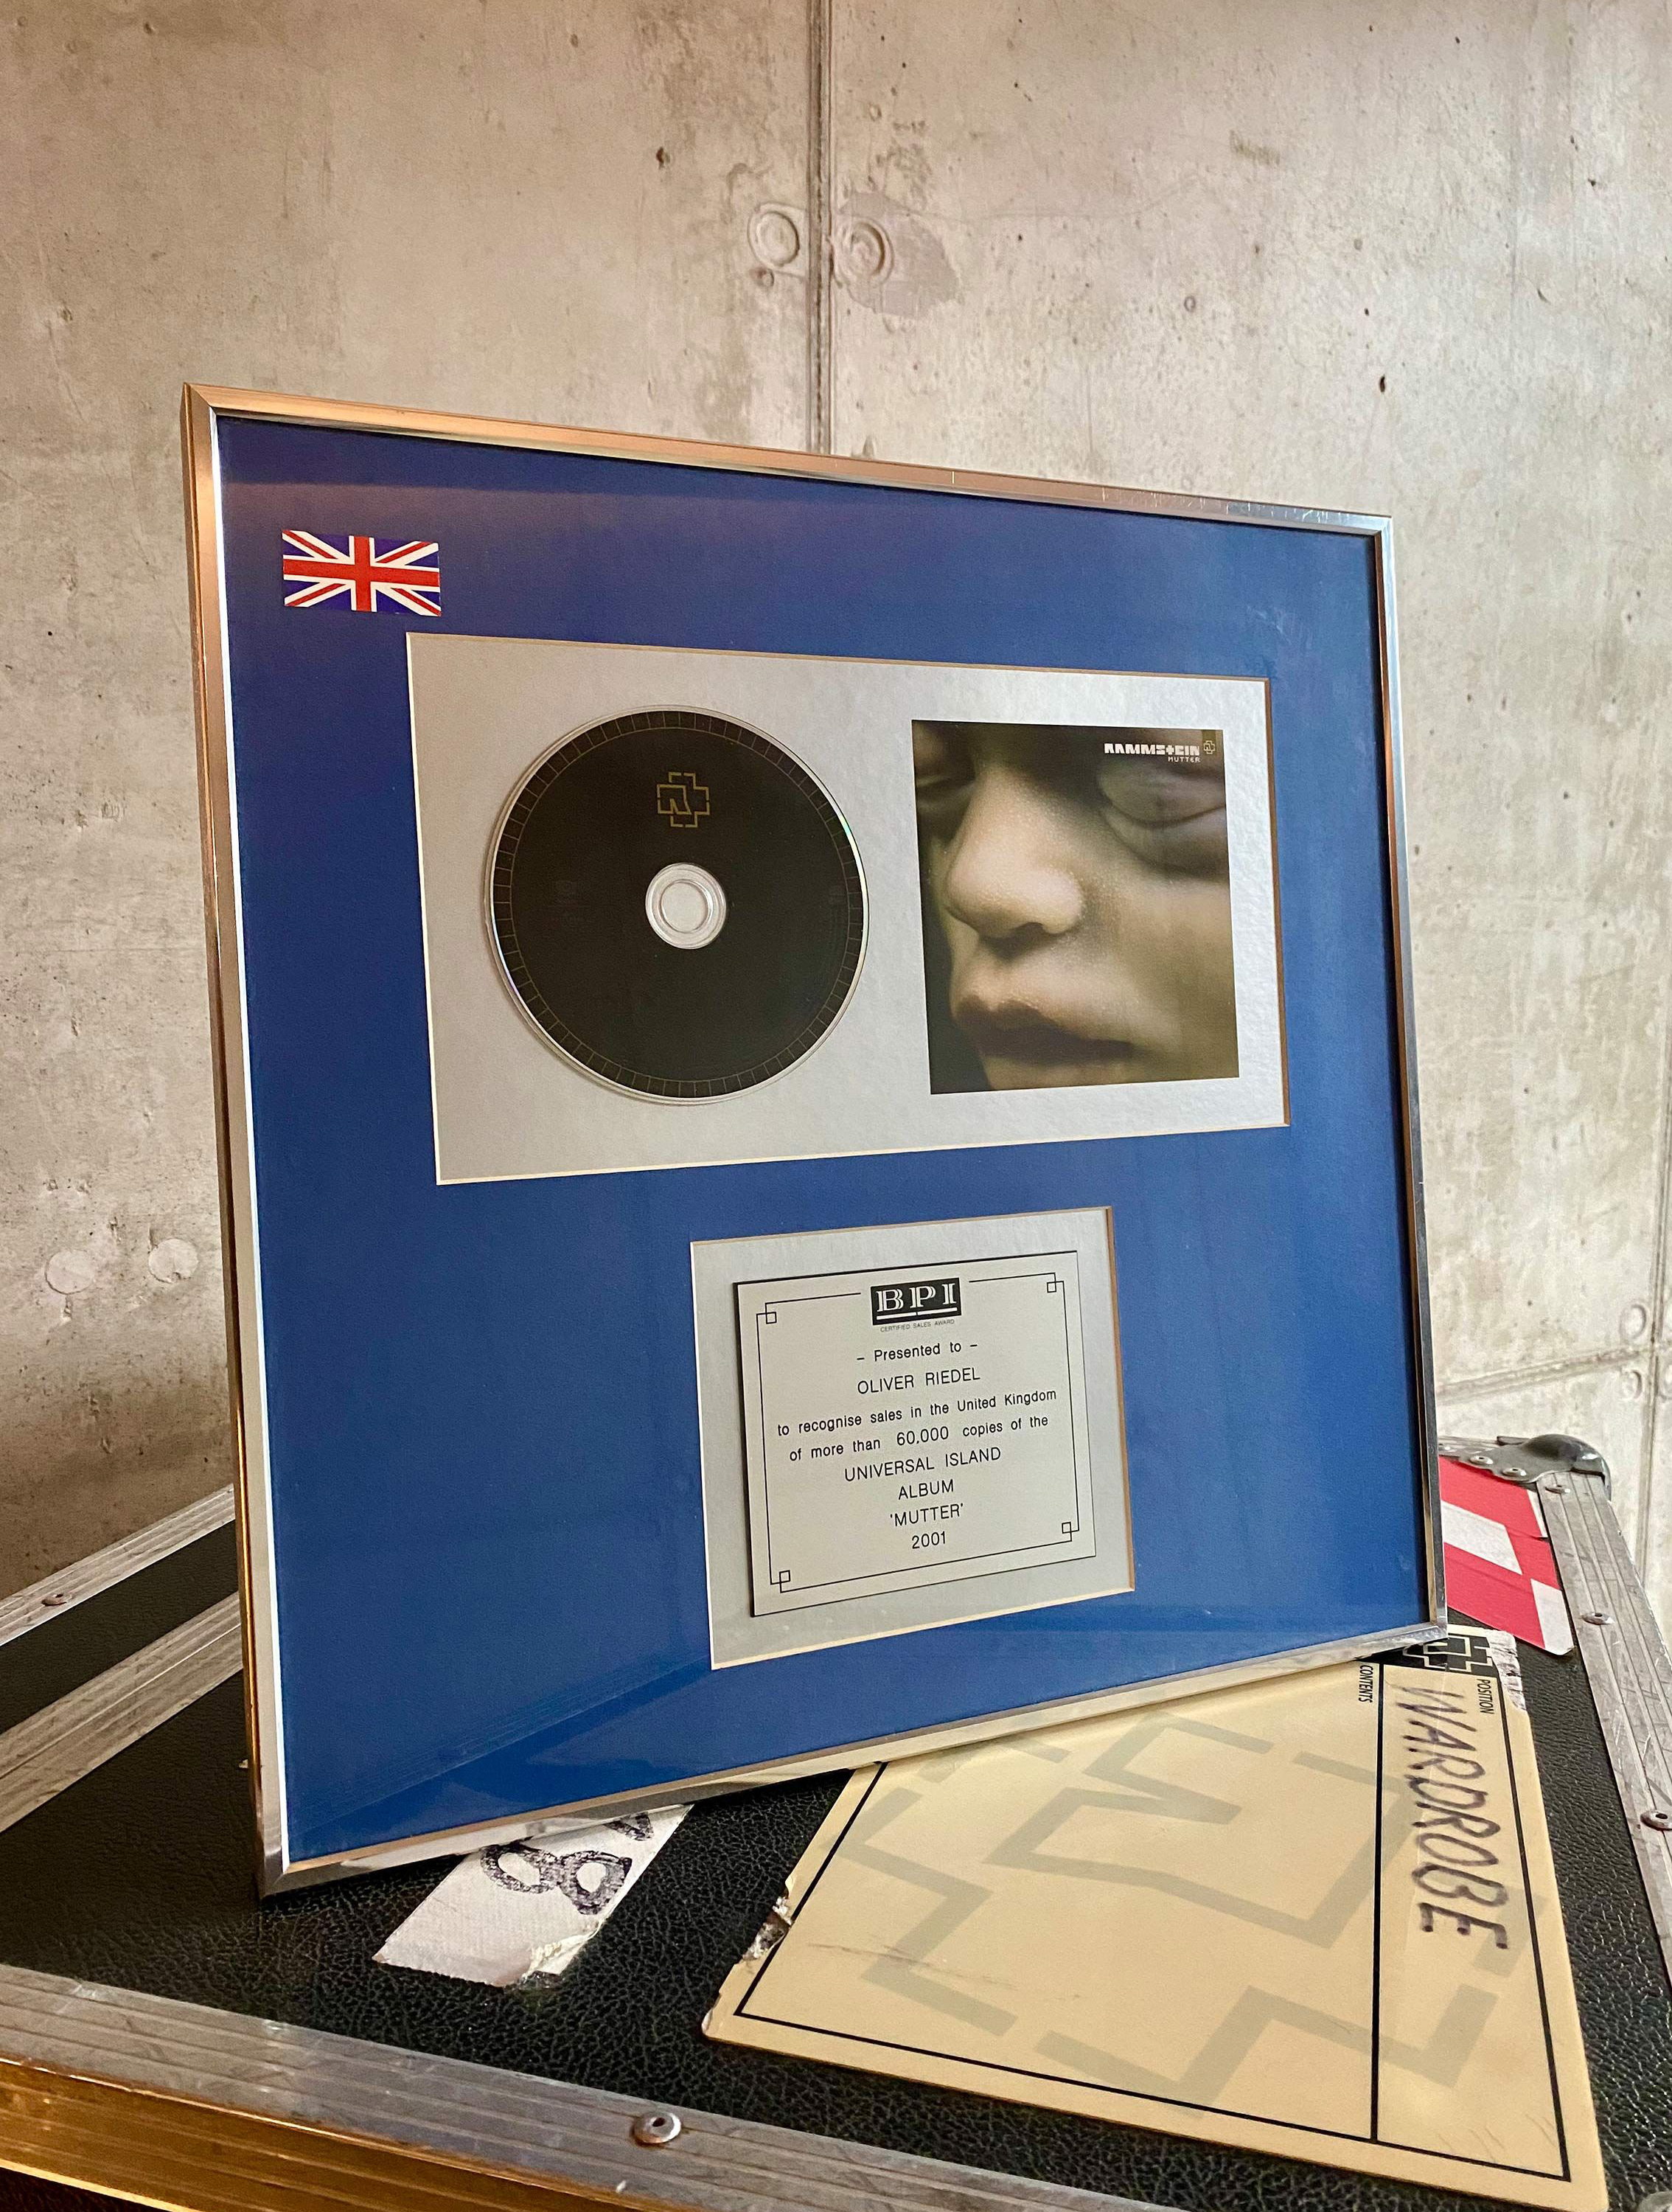 RAMMSTEIN
MUTTER
BPI
CERTIFIED SALES AWARD
– Presented to –
OLIVER RIEDEL
to recognise sales in the United Kingdom
of more than 60.000 copies of the
UNIVERSAL ISLAND
ALBUM
'MUTTER'
2001
POSITION
WARDROBE
CONTENTS